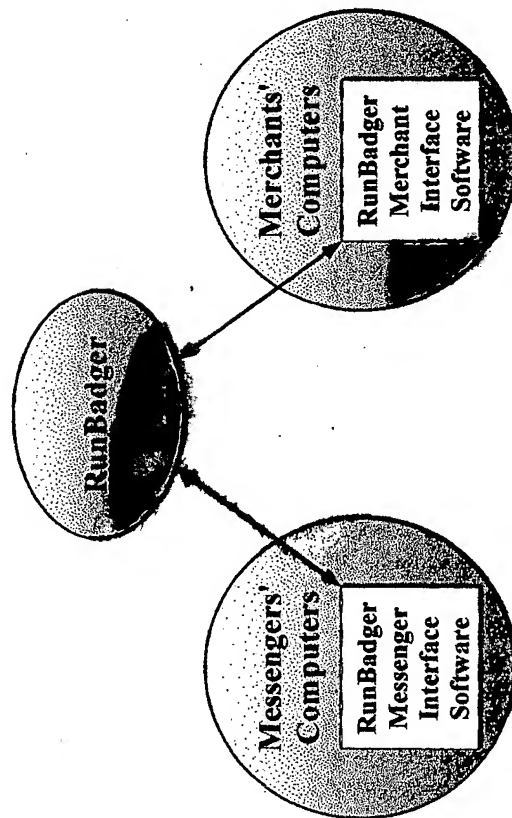 RunBadger
Messengers'
Computers
RunBadger
Messenger
Interface
Software
Merchants'
Computers
RunBadger
Merchant
Interface
Software